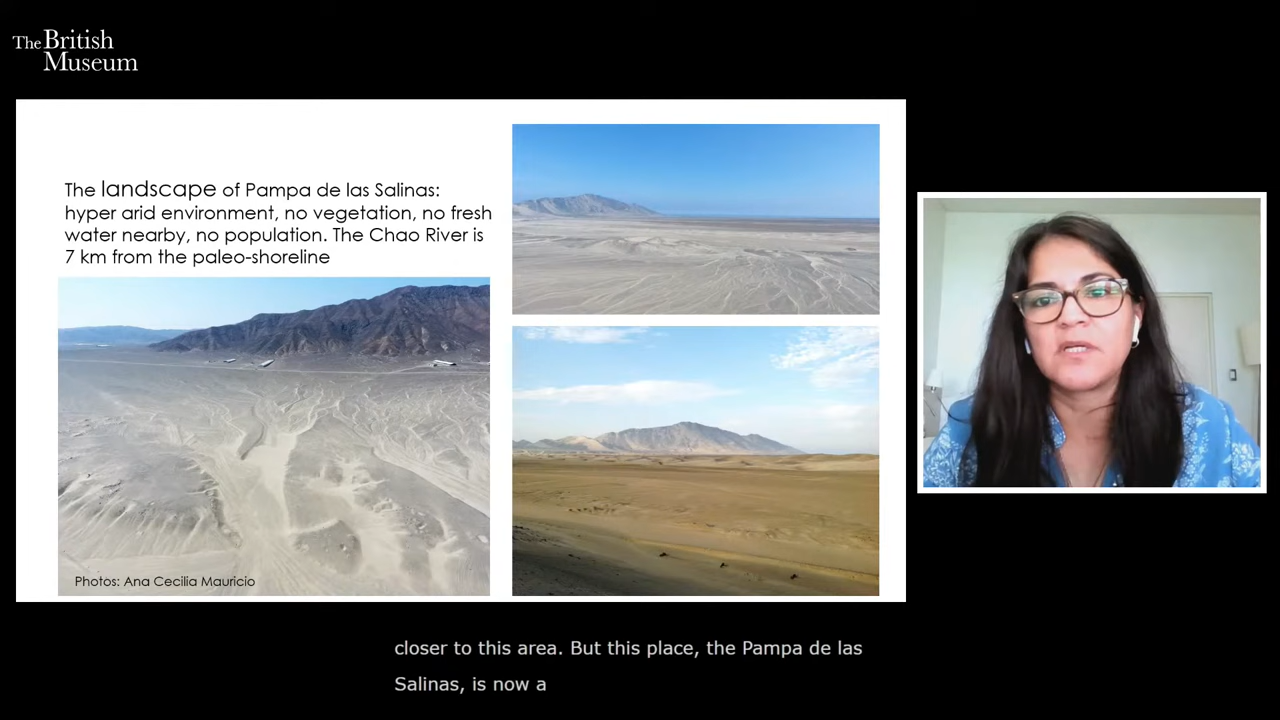 The British
Museum
The landscape of Pampa de las Salinas:
hyper arid environment, no vegetation, no fresh
water nearby, no population. The Chao River is
7 km from the paleo-shoreline
Photos: Ana Cecilia Mauricio
closer to this area. But this place, the Pampa de las
Salinas, is now a